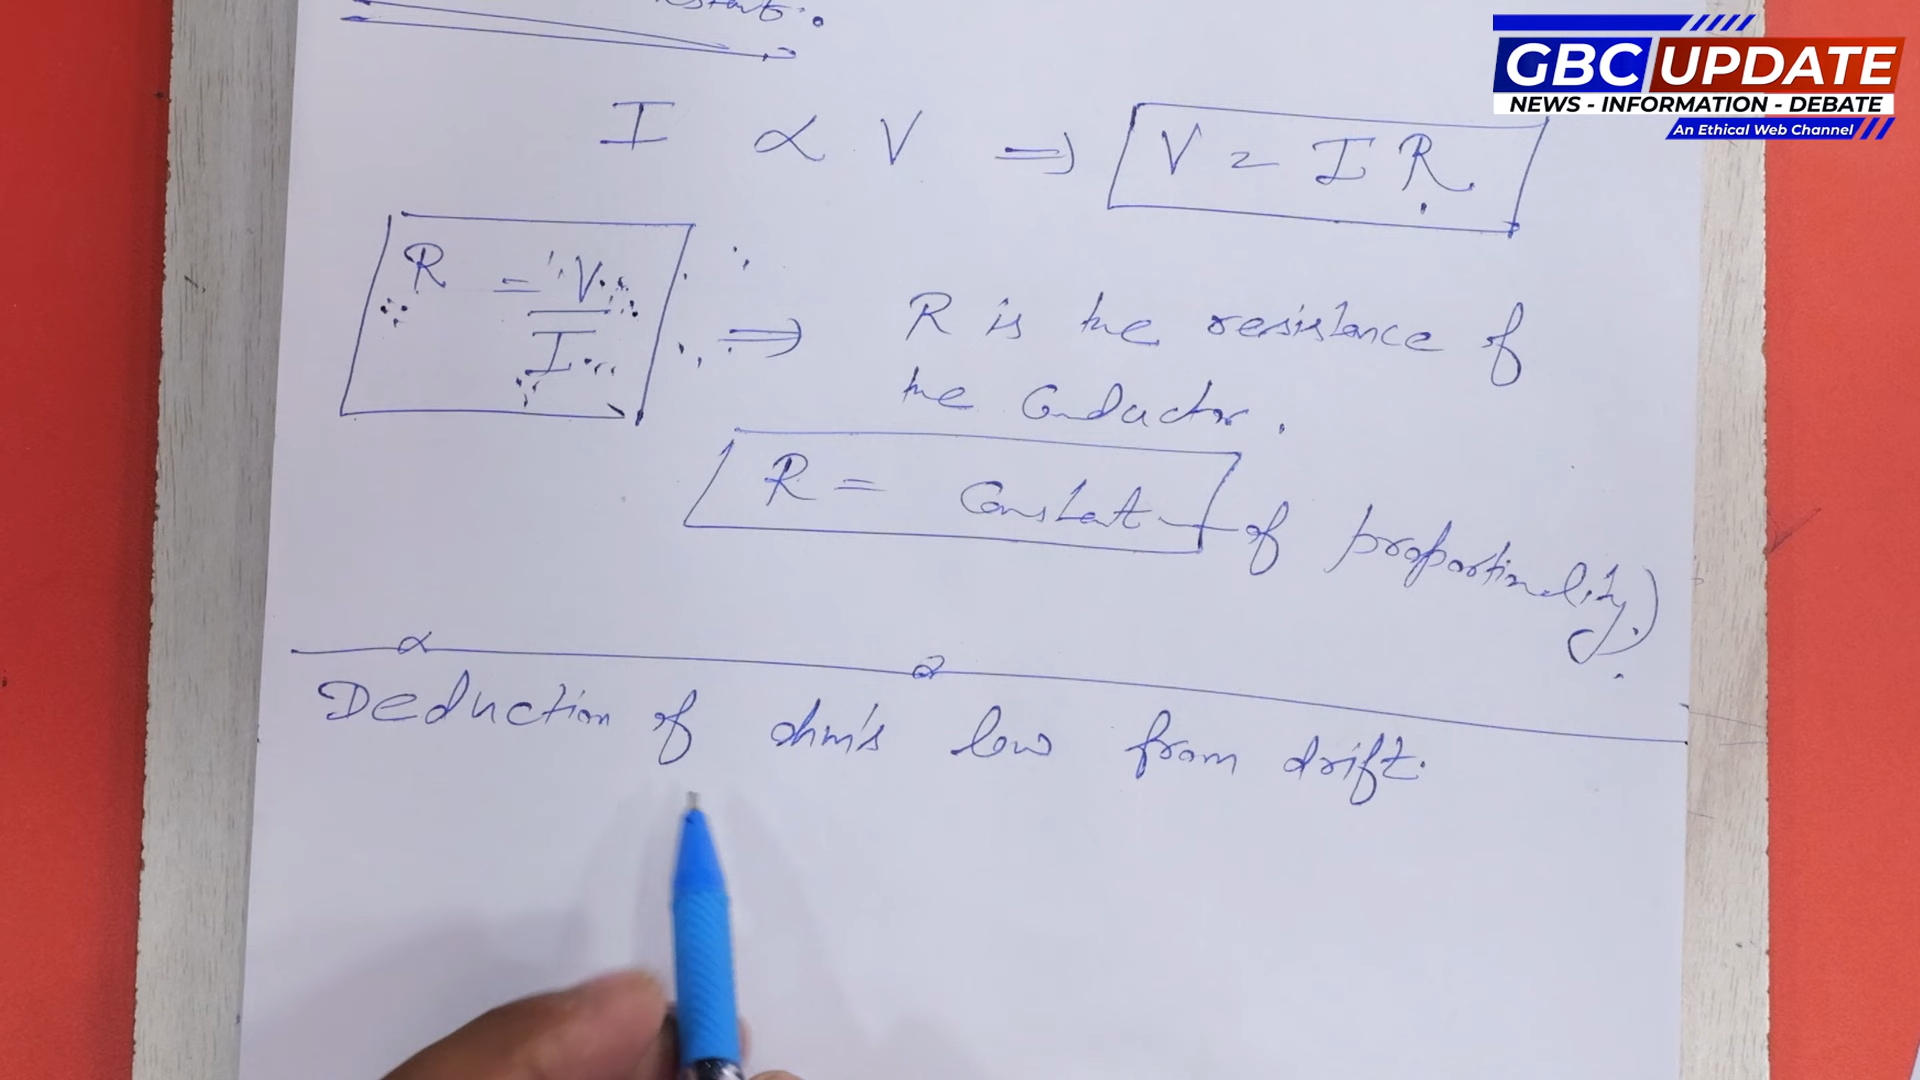 GBC UPDATE
NEWS - INFORMATION - DEBATE
An Ethical Web Channel
I ∝ V ⇒ V = I R
R = V/I ⇒ R is the resistance of
the Conductor.
R = Constant of proportionality)
Deduction of ohm's law from drift.